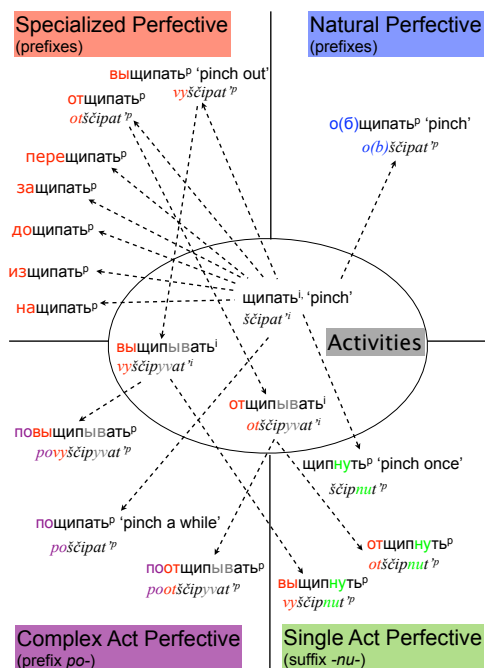 Specialized Perfective
(prefixes)
Natural Perfective
(prefixes)
выщипатьᵖ ‘pinch out’
vyščipat’ᵖ
отщипатьᵖ
otščipat’ᵖ
о(б)щипатьᵖ ‘pinch’
o(b)ščipat’ᵖ
перещипатьᵖ
защипатьᵖ
дощипатьᵖ
изщипатьᵖ
нащипатьᵖ
щипатьⁱ, ‘pinch’
ščipat’ⁱ
Activities
выщипыватьⁱ
vyščipyvat’ⁱ
отщипыватьⁱ
otščipyvat’ⁱ
повыщипыватьᵖ
povyščipyvat’ᵖ
щипнутьᵖ ‘pinch once’
ščipnut’ᵖ
пощипатьᵖ ‘pinch a while’
poščipat’ᵖ
отщипнутьᵖ
otščipnut’ᵖ
поотщипыватьᵖ
pootščipyvat’ᵖ
выщипнутьᵖ
vyščipnut’ᵖ
Complex Act Perfective
(prefix po-)
Single Act Perfective
(suffix -nu-)